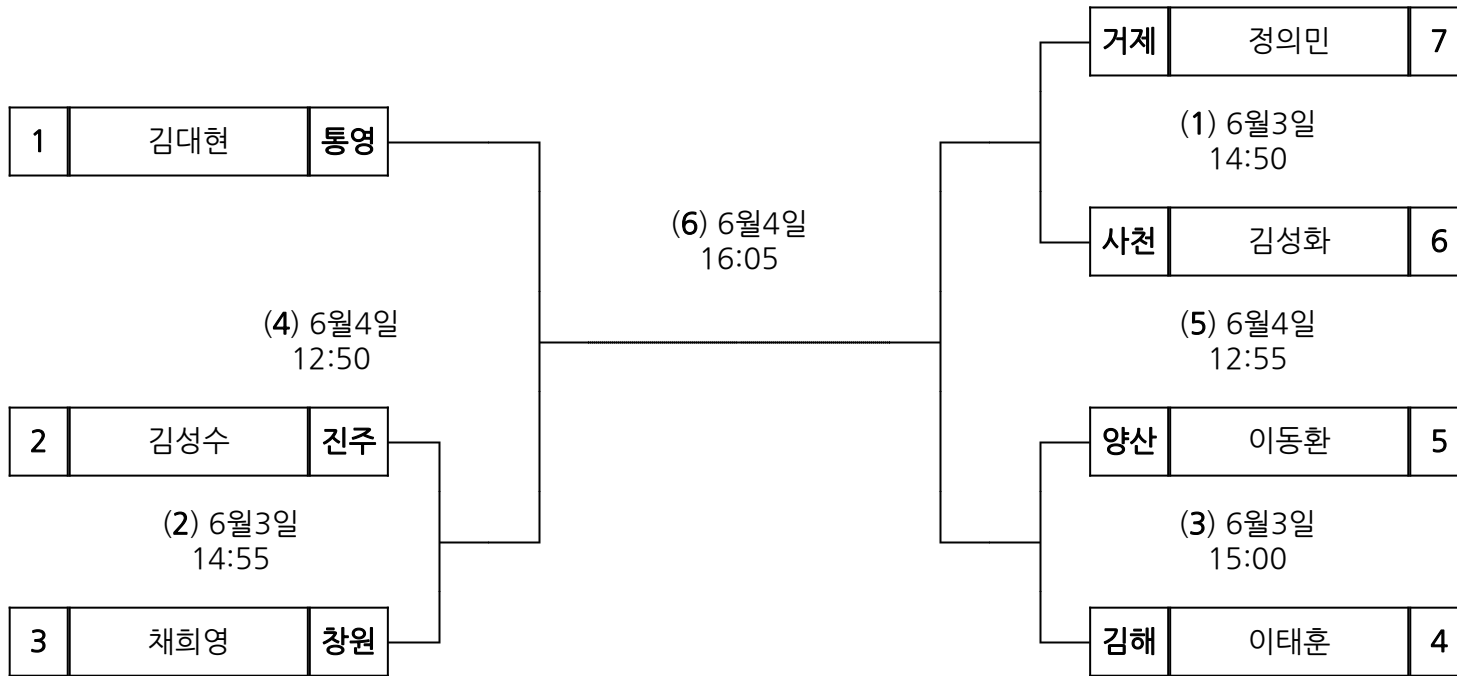 거제 정의민 7
1 김대현 통영
(1) 6월3일
14:50
(6) 6월4일
16:05
사천 김성화 6
(4) 6월4일
12:50
(5) 6월4일
12:55
2 김성수 진주
양산 이동환 5
(2) 6월3일
14:55
(3) 6월3일
15:00
3 채희영 창원
김해 이태훈 4